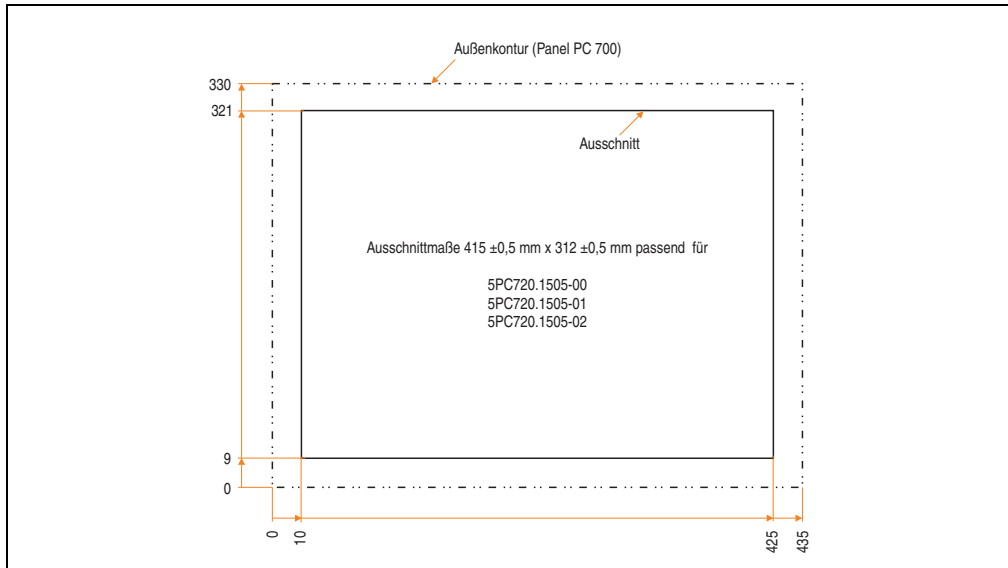 Außenkontur (Panel PC 700)
330
321
Ausschnitt
Ausschnittmaße 415 ±0,5 mm x 312 ±0,5 mm passend für
5PC720.1505-00
5PC720.1505-01
5PC720.1505-02
9
0
0
10
425
435